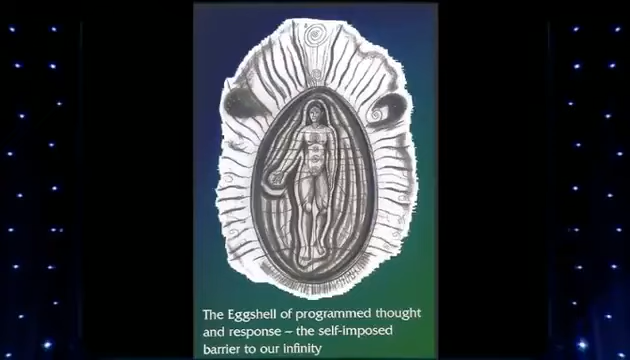 The Eggshell of programmed thought
and response – the self-imposed
barrier to our infinity